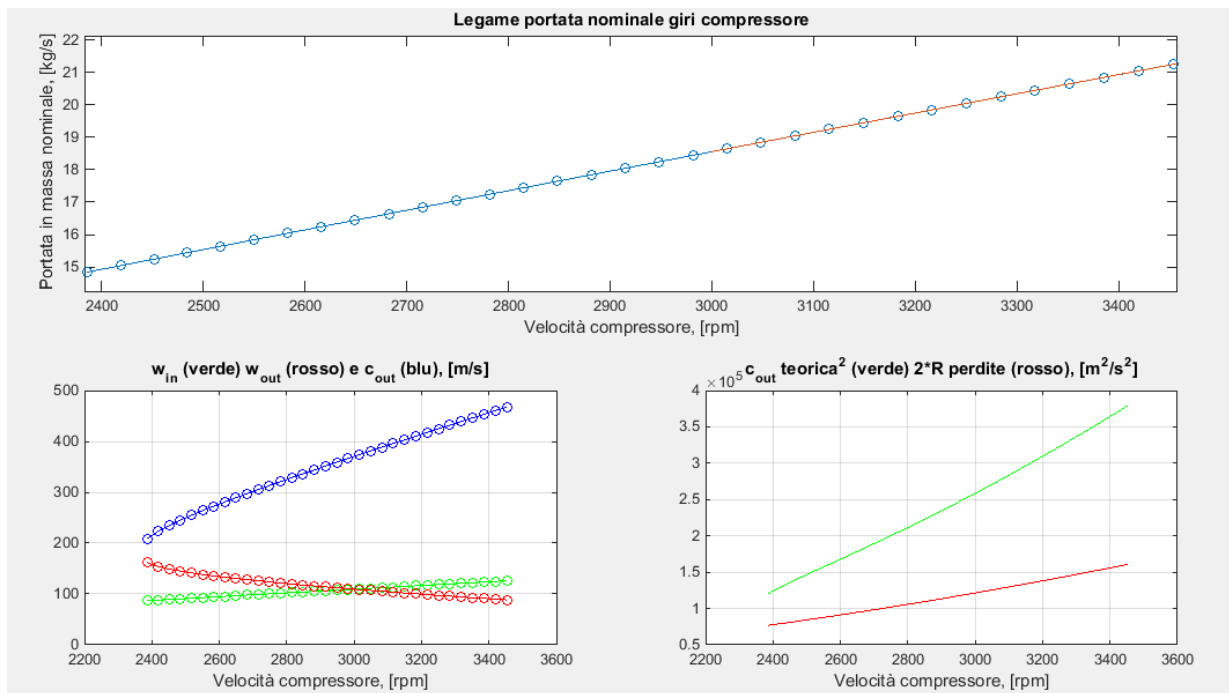 Legame portata nominale giri compressore
Portata in massa nominale, [kg/s]
22
21
20
19
18
17
16
15
2400 2500 2600 2700 2800 2900 3000 3100 3200 3300 3400
Velocità compressore, [rpm]
w_in (verde) w_out (rosso) e c_out (blu), [m/s]
500
400
300
200
100
0
2200 2400 2600 2800 3000 3200 3400 3600
Velocità compressore, [rpm]
c_out teorica² (verde) 2*R perdite (rosso), [m²/s²]
×10⁵
4
3.5
3
2.5
2
1.5
1
0.5
2200 2400 2600 2800 3000 3200 3400 3600
Velocità compressore, [rpm]